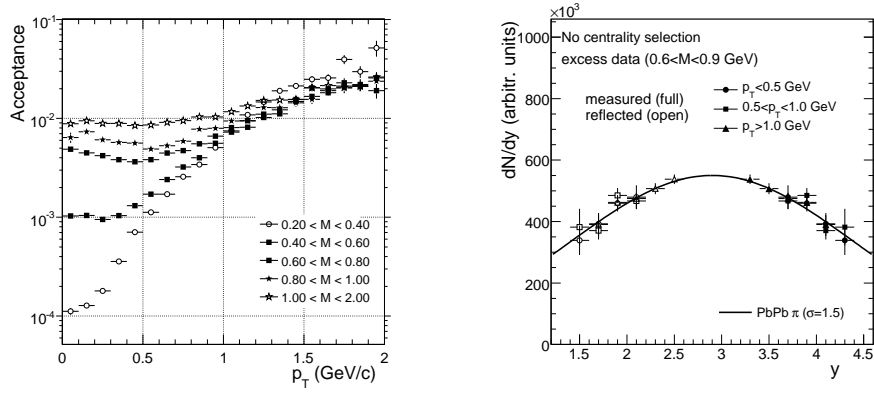 Acceptance
10⁻¹
10⁻²
10⁻³
10⁻⁴
0.20 < M < 0.40
0.40 < M < 0.60
0.60 < M < 0.80
0.80 < M < 1.00
1.00 < M < 2.00
0 0.5 1 1.5 2
p_T (GeV/c)
×10³
dN/dy (arbitr. units)
1000
800
600
400
200
0
No centrality selection
excess data (0.6<M<0.9 GeV)
measured (full)
reflected (open)
p_T<0.5 GeV
0.5<p_T<1.0 GeV
p_T>1.0 GeV
PbPb π (σ=1.5)
1.5 2 2.5 3 3.5 4 4.5
y